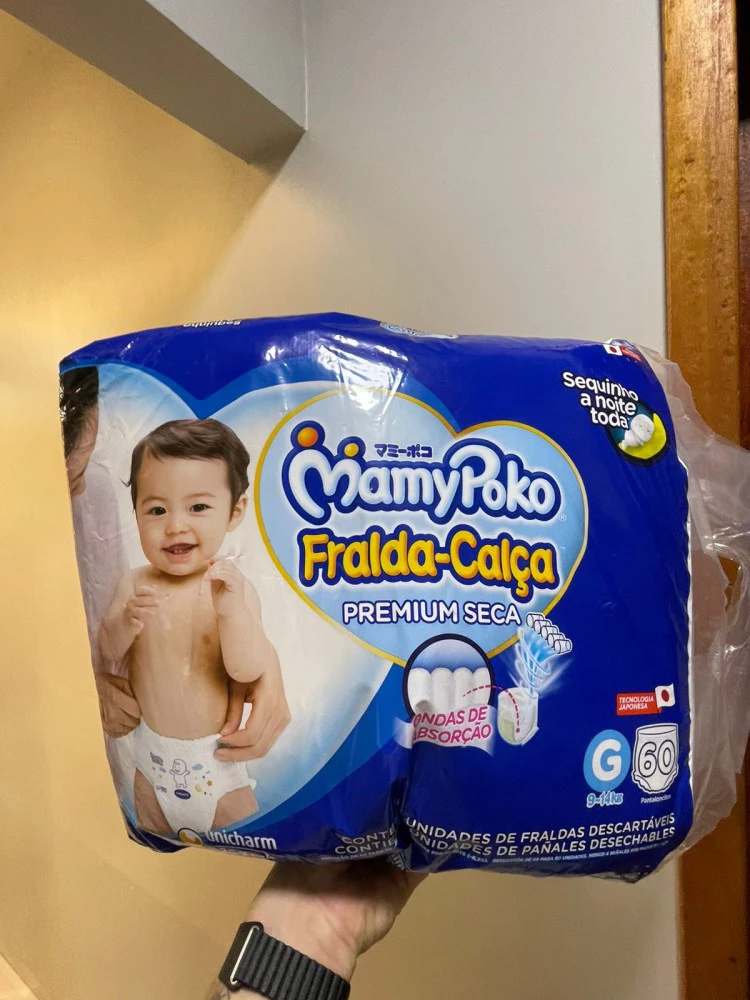 Sequinho
Sequinho
a noite
toda
マミーポコ
MamyPoko
Fralda-Calça
PREMIUM SECA
ONDAS DE
ABSORÇÃO
TECNOLOGIA
JAPONESA
G
60
9-14kg
unicharm
UNIDADES DE FRALDAS DESCARTÁVEIS
UNIDADES DE PAÑALES DESECHABLES